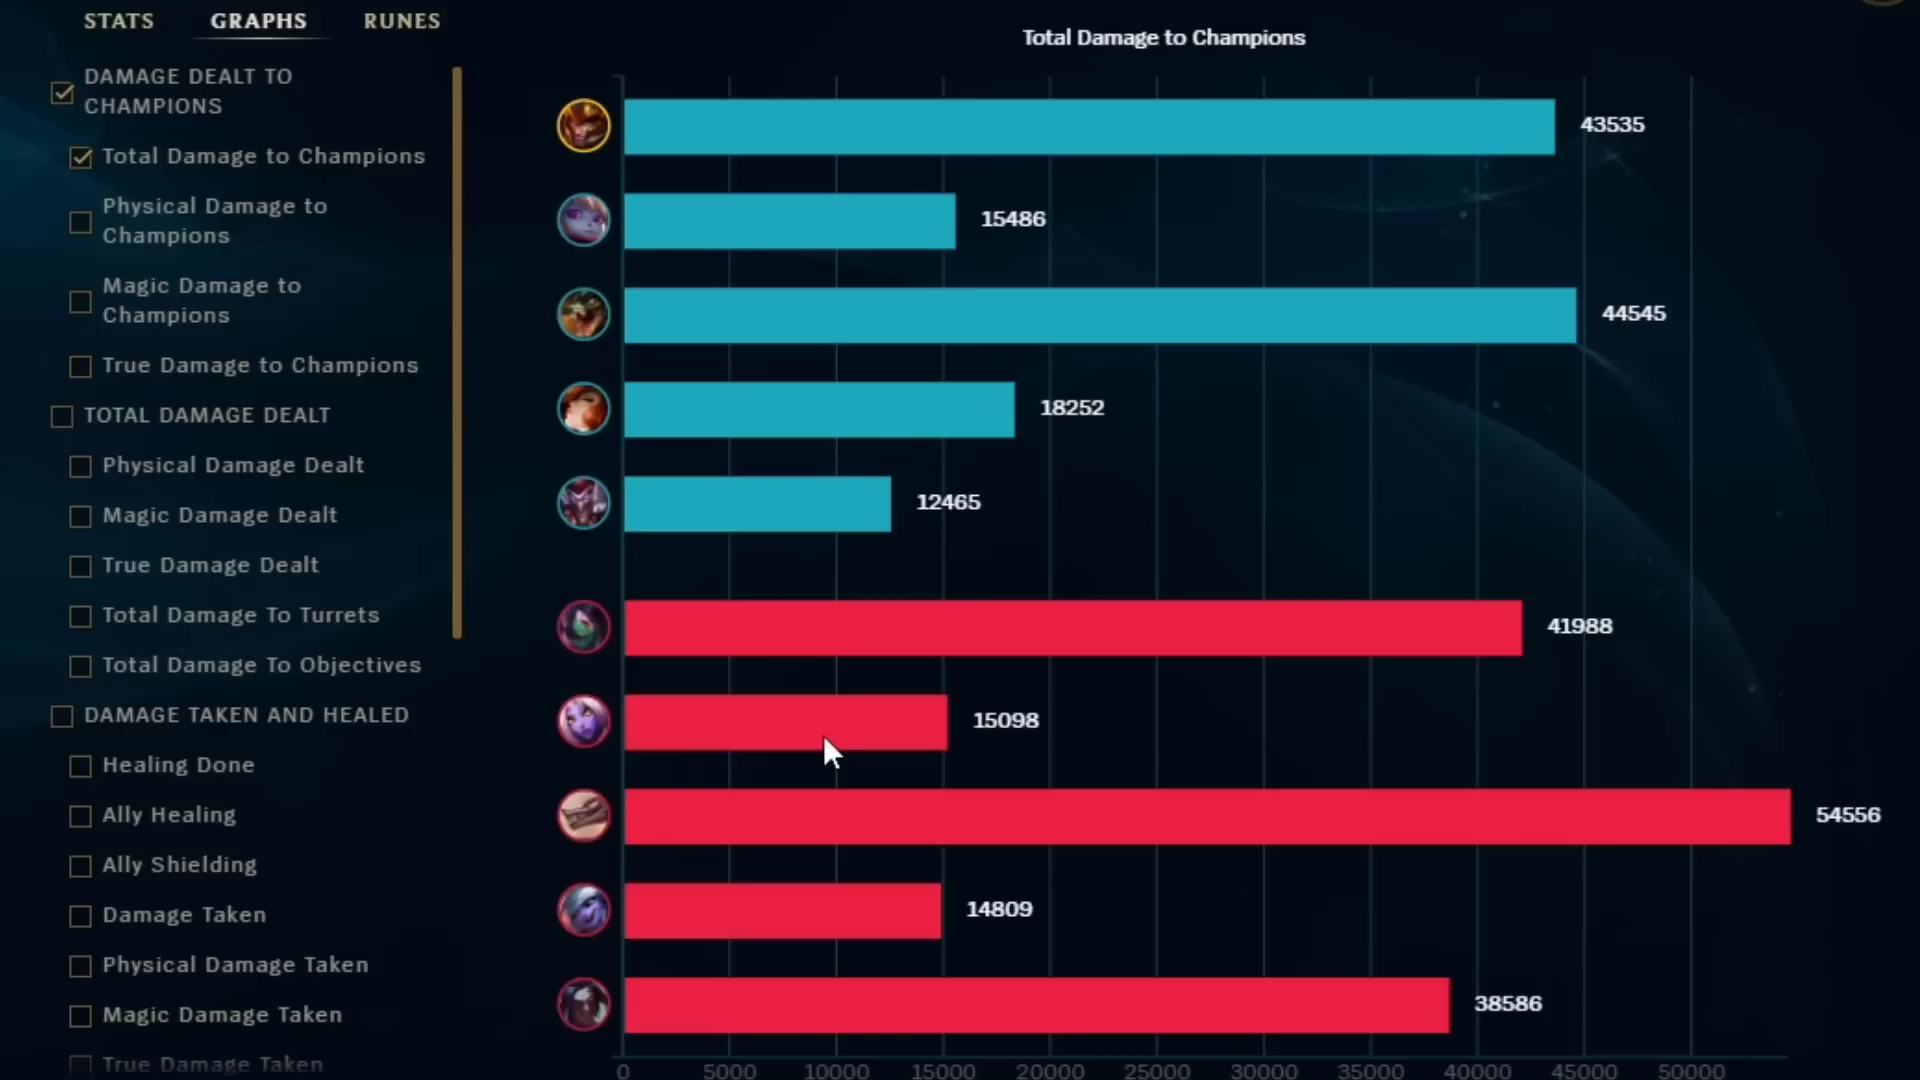 STATS GRAPHS RUNES
DAMAGE DEALT TO
CHAMPIONS
Total Damage to Champions
Physical Damage to
Champions
Magic Damage to
Champions
True Damage to Champions
TOTAL DAMAGE DEALT
Physical Damage Dealt
Magic Damage Dealt
True Damage Dealt
Total Damage To Turrets
Total Damage To Objectives
DAMAGE TAKEN AND HEALED
Healing Done
Ally Healing
Ally Shielding
Damage Taken
Physical Damage Taken
Magic Damage Taken
True Damage Taken
Total Damage to Champions
43535
15486
44545
18252
12465
41988
15098
54556
14809
38586
0 5000 10000 15000 20000 25000 30000 35000 40000 45000 50000